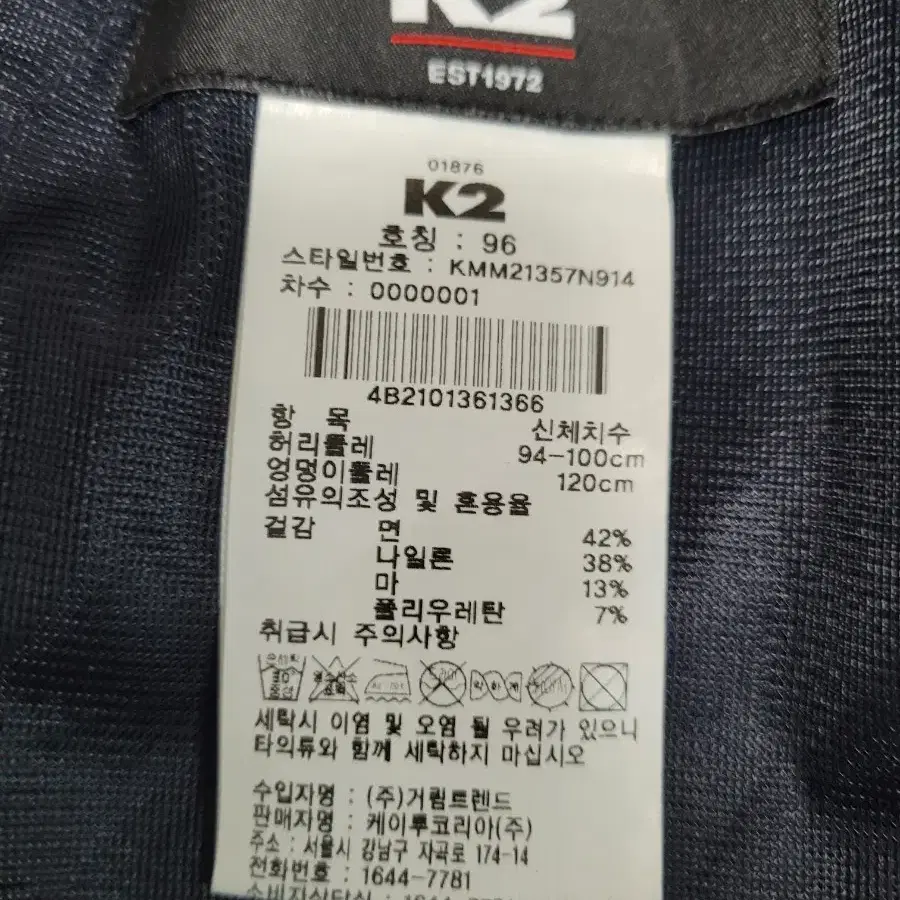 K2
EST1972
01876
K2
호칭 : 96
스타일번호 : KMM21357N914
차수 : 0000001
4B2101361366
항 목 신체치수
허리둘레 94-100cm
엉덩이둘레 120cm
섬유의조성 및 혼용율
겉감 면 42%
나일론 38%
마 13%
폴리우레탄 7%
취급시 주의사항
손세탁 30 중성
세탁시 이염 및 오염 될 우려가 있으니
타의류와 함께 세탁하지 마십시오
수입자명 : (주)거림트렌드
판매자명 : 케이투코리아(주)
주소 : 서울시 강남구 자곡로 174-14
전화번호 : 1644-7781